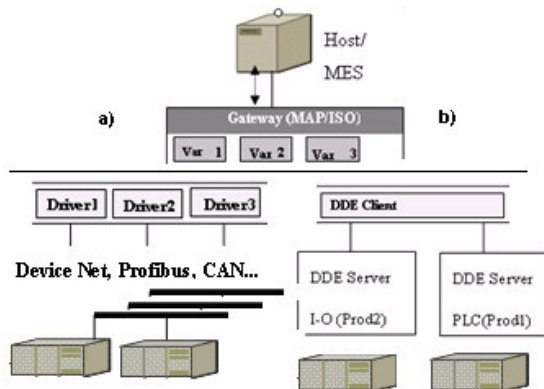 Host/
MES
a)
Gateway (MAP/ISO)
b)
Var 1
Var 2
Var 3
Driver1
Driver2
Driver3
DDE Client
Device Net, Profibus, CAN...
DDE Server
I-O (Prod2)
DDE Server
PLC(Prod1)